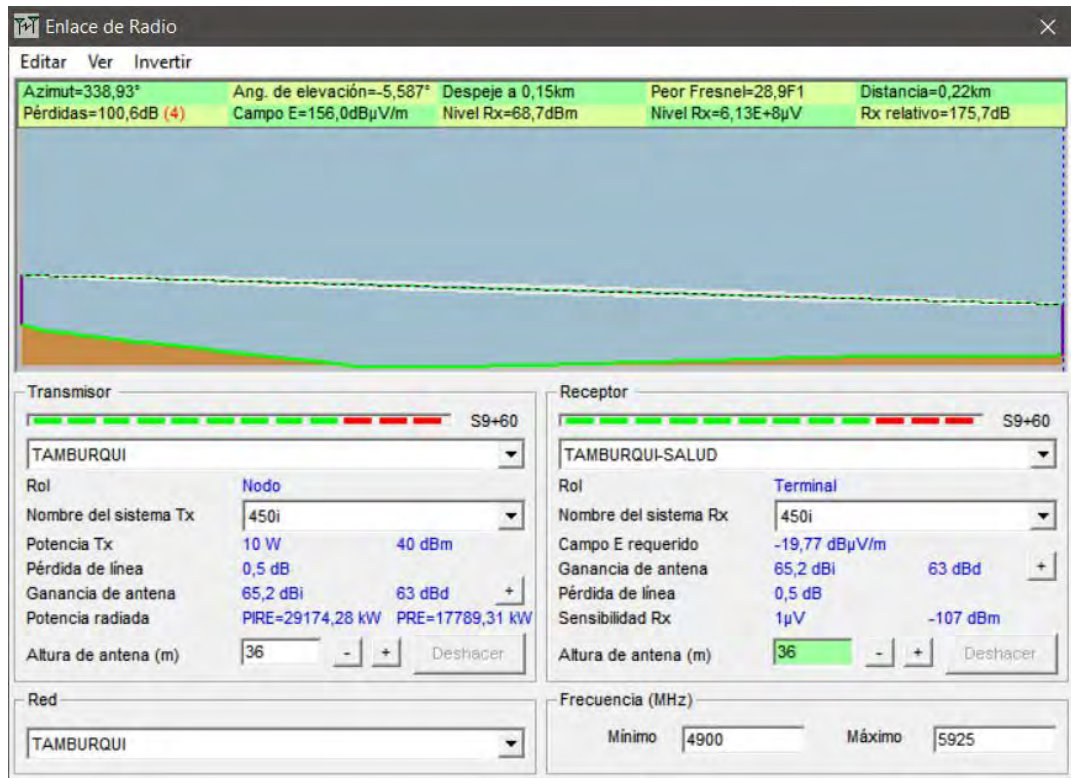 Enlace de Radio
Editar Ver Invertir
Azimut=338,93° Ang. de elevación=-5,587° Despeje a 0,15km Peor Fresnel=28,9F1 Distancia=0,22km
Pérdidas=100,6dB (4) Campo E=156,0dBµV/m Nivel Rx=68,7dBm Nivel Rx=6,13E+8µV Rx relativo=175,7dB
Transmisor
S9+60
TAMBURQUI
Rol Nodo
Nombre del sistema Tx 450i
Potencia Tx 10 W 40 dBm
Pérdida de línea 0,5 dB
Ganancia de antena 65,2 dBi 63 dBd +
Potencia radiada PIRE=29174,28 kW PRE=17789,31 kW
Altura de antena (m) 36 - + Deshacer
Receptor
S9+60
TAMBURQUI-SALUD
Rol Terminal
Nombre del sistema Rx 450i
Campo E requerido -19,77 dBµV/m
Ganancia de antena 65,2 dBi 63 dBd +
Pérdida de línea 0,5 dB
Sensibilidad Rx 1µV -107 dBm
Altura de antena (m) 36 - + Deshacer
Red
TAMBURQUI
Frecuencia (MHz)
Mínimo 4900 Máximo 5925